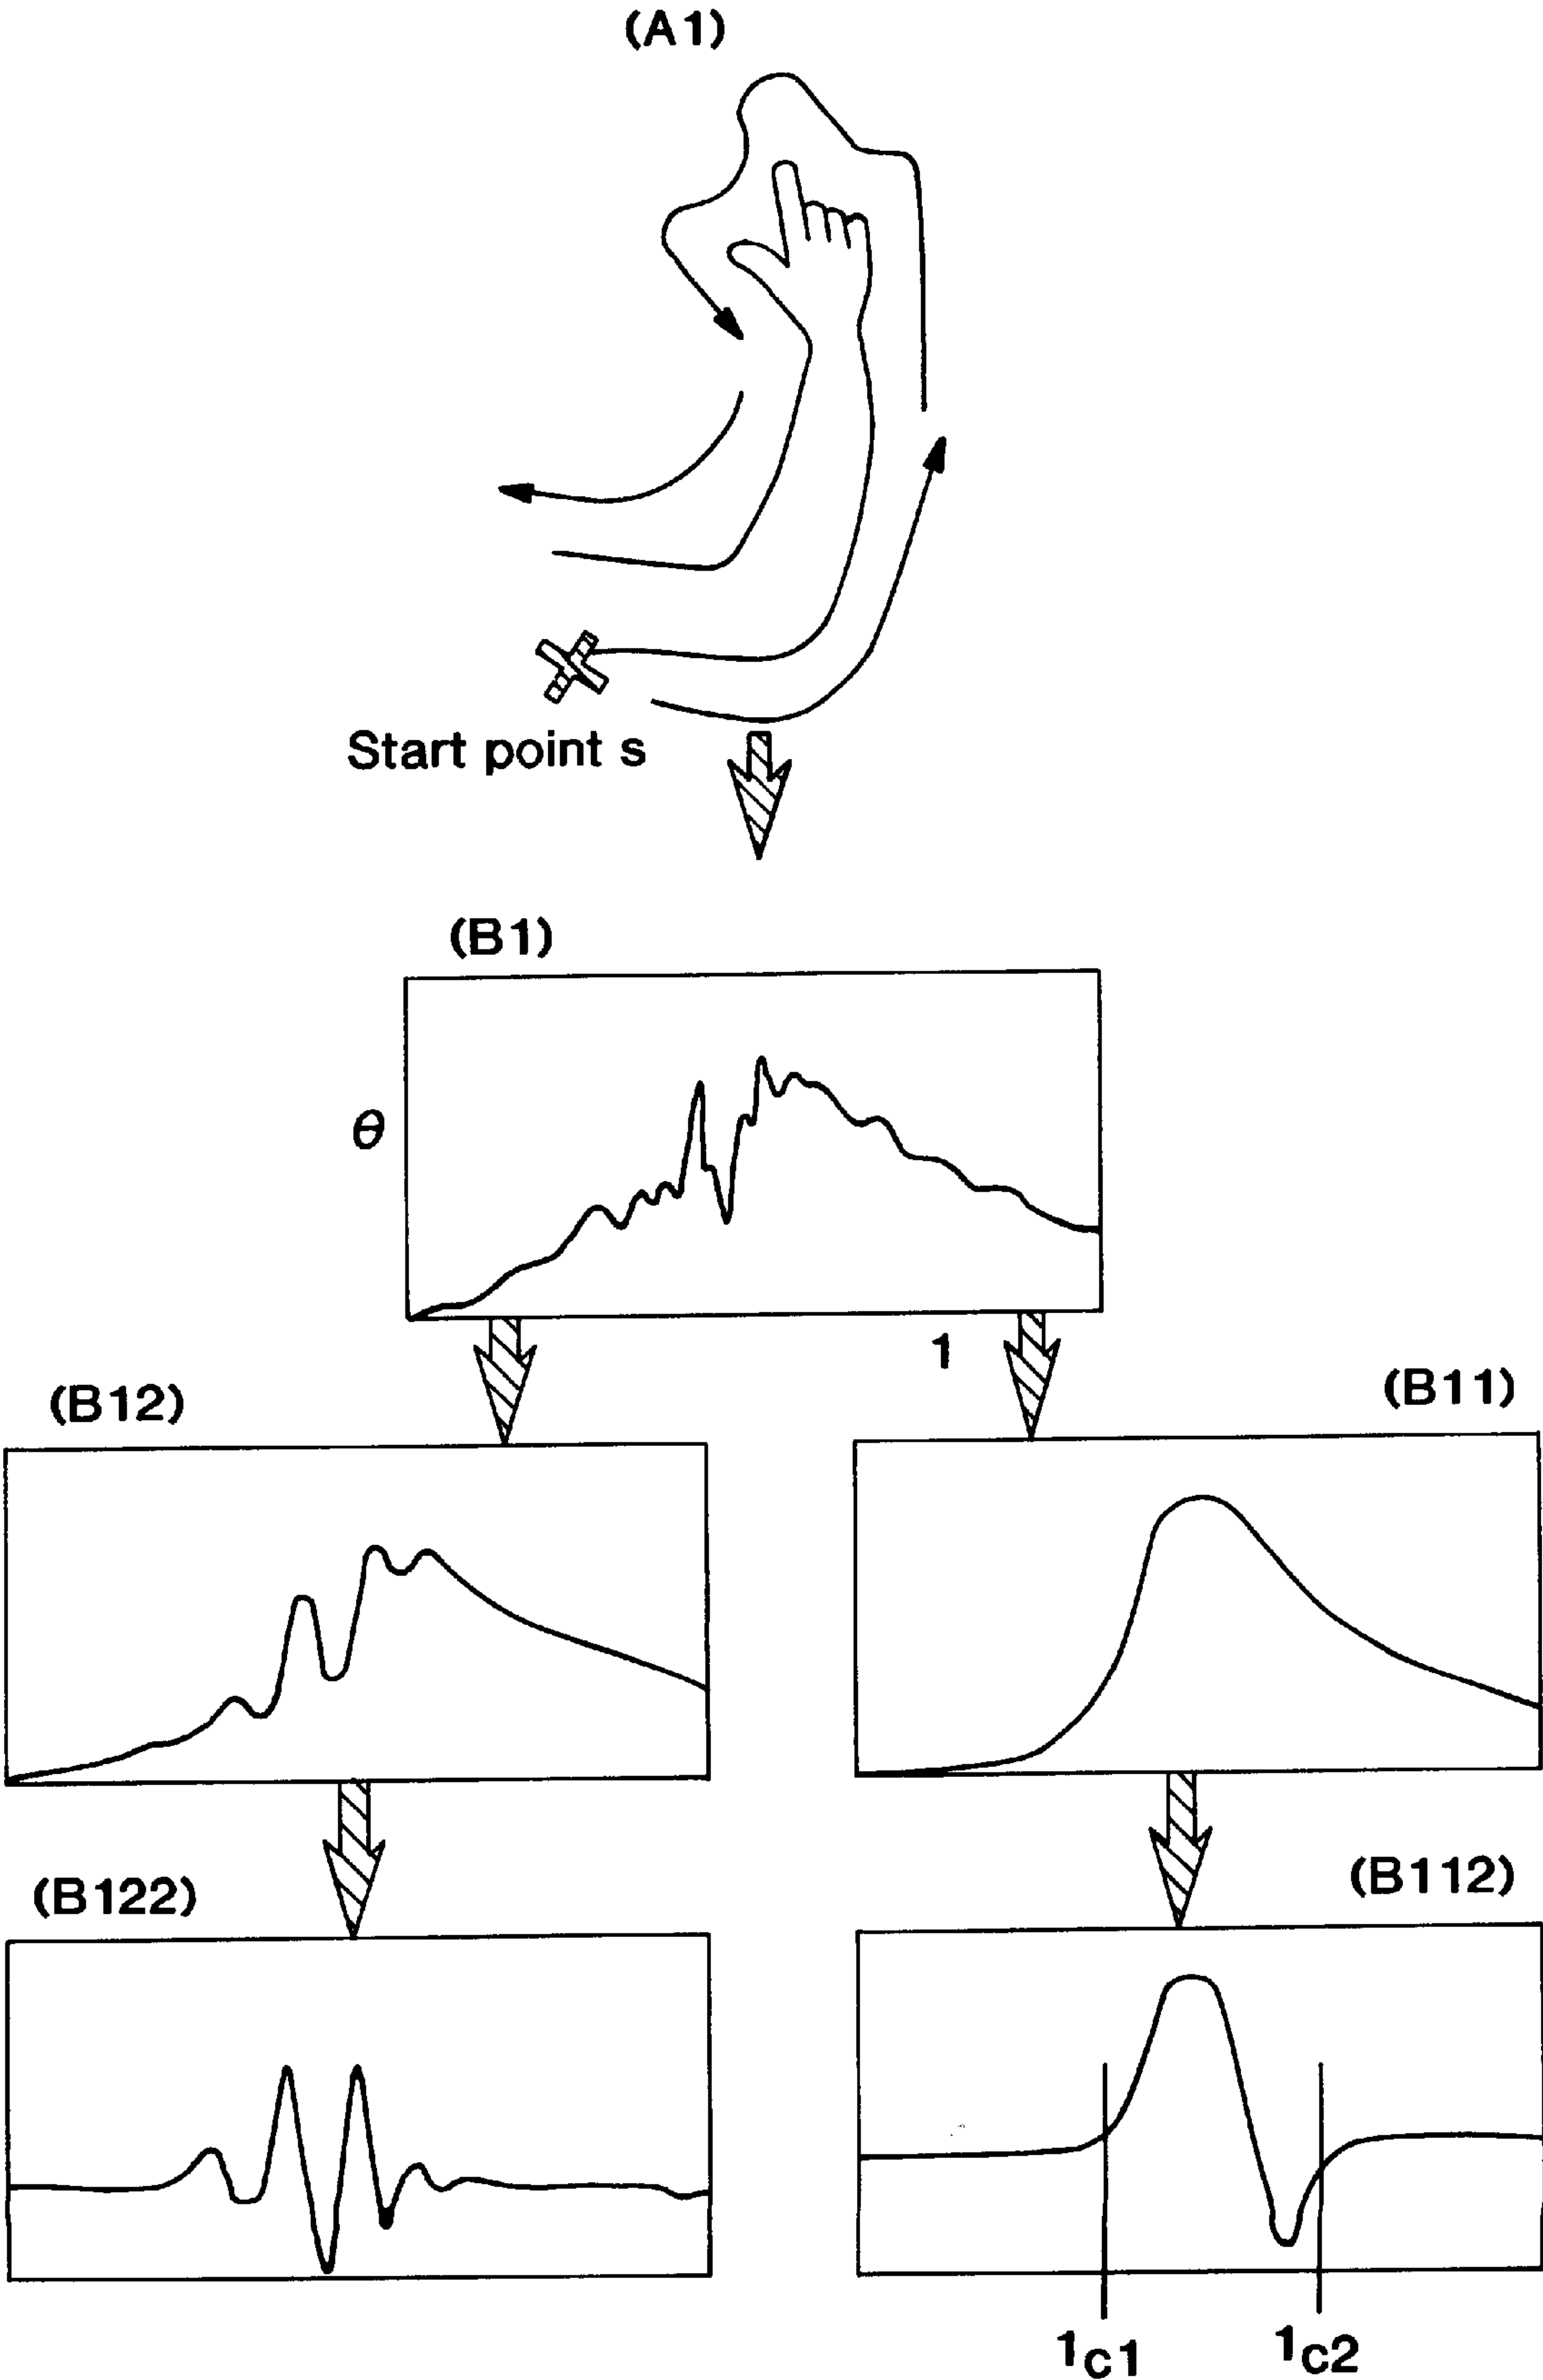 (A1)
Start point s
(B1)
θ
1
(B12)
(B11)
(B122)
(B112)
1c1
1c2